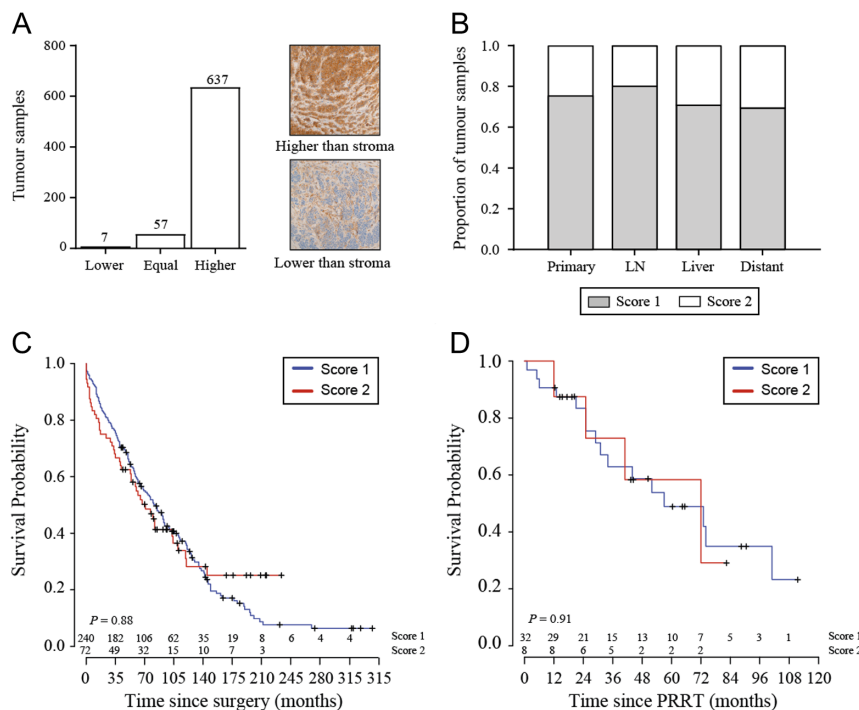 A
B
800
600
400
200
0
Tumour samples
7
57
637
Lower Equal Higher
Higher than stroma
Lower than stroma
1.0
0.8
0.6
0.4
0.2
0.0
Proportion of tumour samples
Primary LN Liver Distant
Score 1 Score 2
C
1.0
0.8
0.6
0.4
0.2
0.0
Survival Probability
Score 1
Score 2
P = 0.88
240 182 106 62 35 19 8 6 4 4 Score 1
72 49 32 15 10 7 3 Score 2
0 35 70 105 140 175 210 245 280 315 315
Time since surgery (months)
D
1.0
0.8
0.6
0.4
0.2
0.0
Survival Probability
Score 1
Score 2
P = 0.91
32 29 21 15 13 10 7 5 3 1 Score 1
8 8 6 5 2 2 2 Score 2
0 12 24 36 48 60 72 84 96 108 120
Time since PRRT (months)